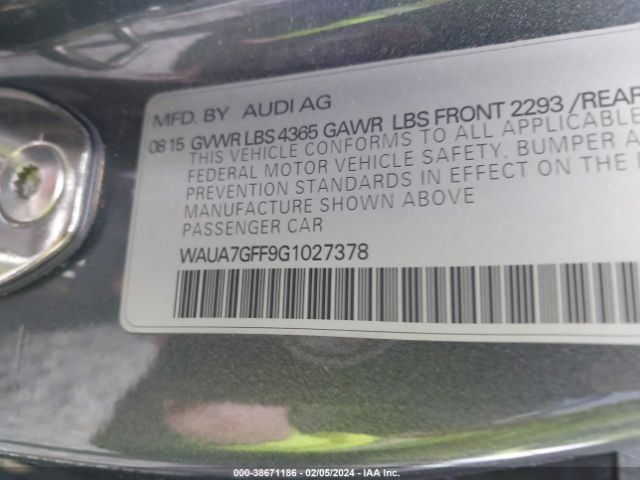 MFD. BY AUDI AG
08 15 GVWR LBS 4365 GAWR LBS FRONT 2293 /REAR
THIS VEHICLE CONFORMS TO ALL APPLICABLE
FEDERAL MOTOR VEHICLE SAFETY, BUMPER A
PREVENTION STANDARDS IN EFFECT ON THE
MANUFACTURE SHOWN ABOVE
PASSENGER CAR
WAUA7GFF9G1027378
000-38671186 - 02/05/2024 - IAA Inc.